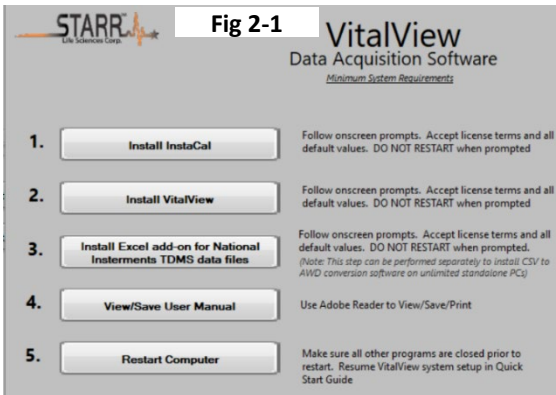 STARR
Life Sciences Corp.
Fig 2-1
VitalView
Data Acquisition Software
Minimum System Requirements
1.
Install InstaCal
Follow onscreen prompts. Accept license terms and all
default values. DO NOT RESTART when prompted
2.
Install VitalView
Follow onscreen prompts. Accept license terms and all
default values. DO NOT RESTART when prompted
3.
Install Excel add-on for National
Insterments TDMS data files
Follow onscreen prompts. Accept license terms and all
default values. DO NOT RESTART when prompted.
(Note: This step can be performed separately to install CSV to
AWD conversion software on unlimited standalone PCs)
4.
View/Save User Manual
Use Adobe Reader to View/Save/Print
5.
Restart Computer
Make sure all other programs are closed prior to
restart. Resume VitalView system setup in Quick
Start Guide